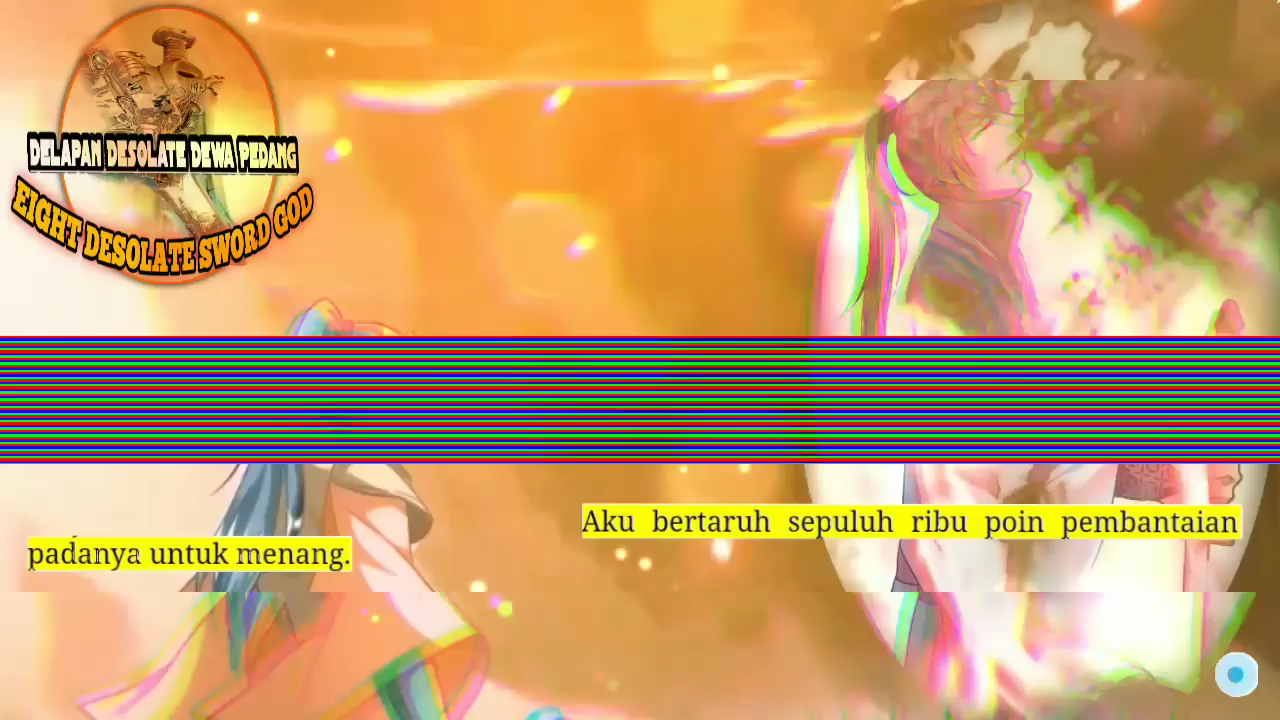 DELAPAN DESOLATE DEWA PEDANG
EIGHT DESOLATE SWORD GOD
Aku bertaruh sepuluh ribu poin pembantaian
padanya untuk menang.